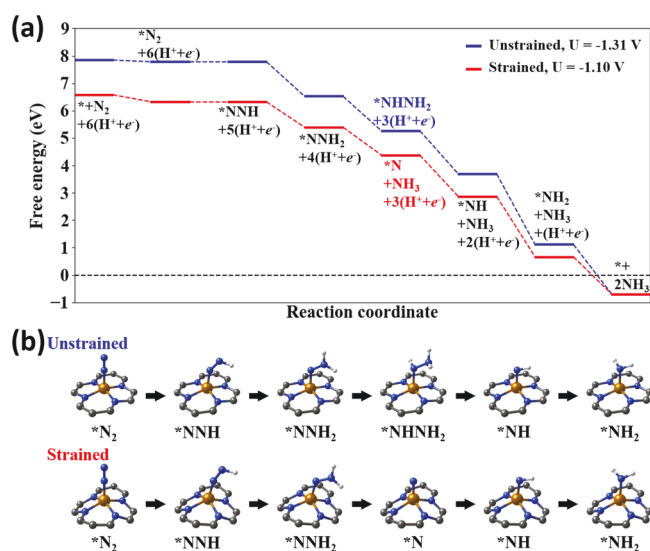 (a)
Free energy (eV)
9
8
7
6
5
4
3
2
1
0
−1
*N₂
+6(H⁺+e⁻)
Unstrained, U = -1.31 V
Strained, U = -1.10 V
*+N₂
+6(H⁺+e⁻)
*NNH
+5(H⁺+e⁻)
*NNH₂
+4(H⁺+e⁻)
*NHNH₂
+3(H⁺+e⁻)
*N
+NH₃
+3(H⁺+e⁻)
*NH
+NH₃
+2(H⁺+e⁻)
*NH₂
+NH₃
+(H⁺+e⁻)
*+
2NH₃
Reaction coordinate
(b)
Unstrained
*N₂ *NNH *NNH₂ *NHNH₂ *NH *NH₂
Strained
*N₂ *NNH *NNH₂ *N *NH *NH₂